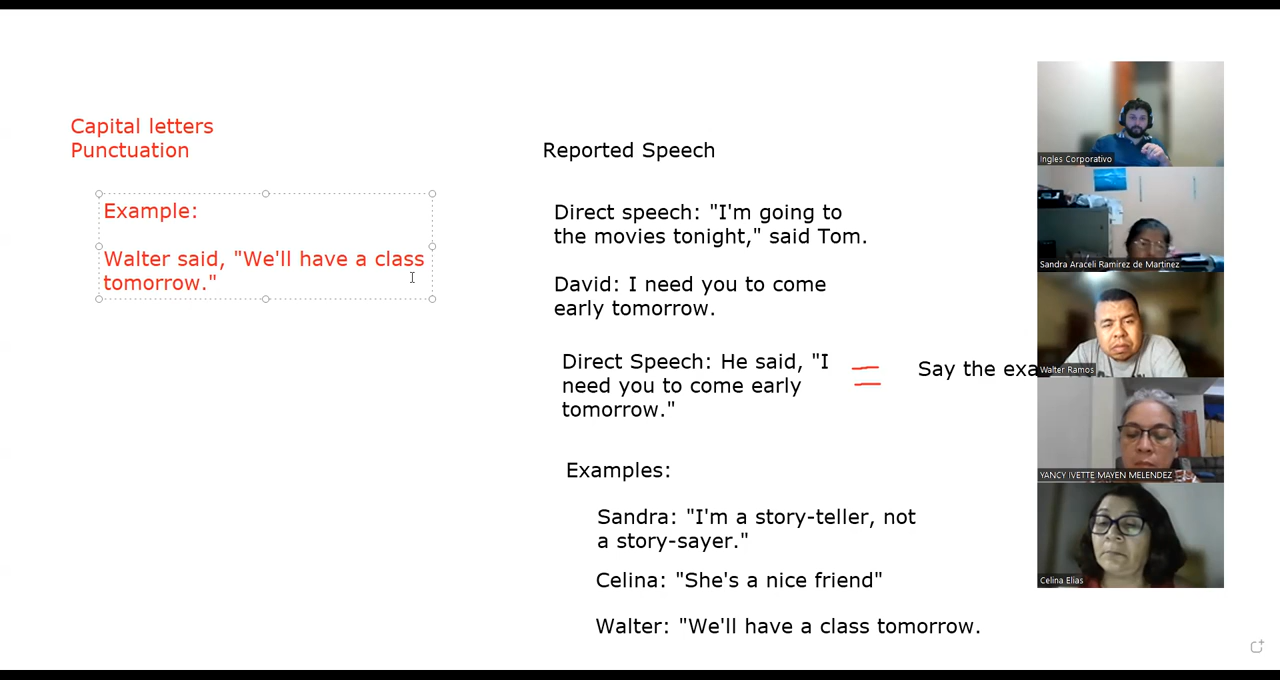 Capital letters
Punctuation
Example:
Walter said, "We'll have a class
tomorrow."
Reported Speech
Direct speech: "I'm going to
the movies tonight," said Tom.
David: I need you to come
early tomorrow.
Direct Speech: He said, "I
need you to come early
tomorrow."
Say the exa
Examples:
Sandra: "I'm a story-teller, not
a story-sayer."
Celina: "She's a nice friend"
Walter: "We'll have a class tomorrow.
Ingles Corporativo
Sandra Araceli Ramirez de Martinez
Walter Ramos
YANCY IVETTE MAYEN MELENDEZ
Celina Elias